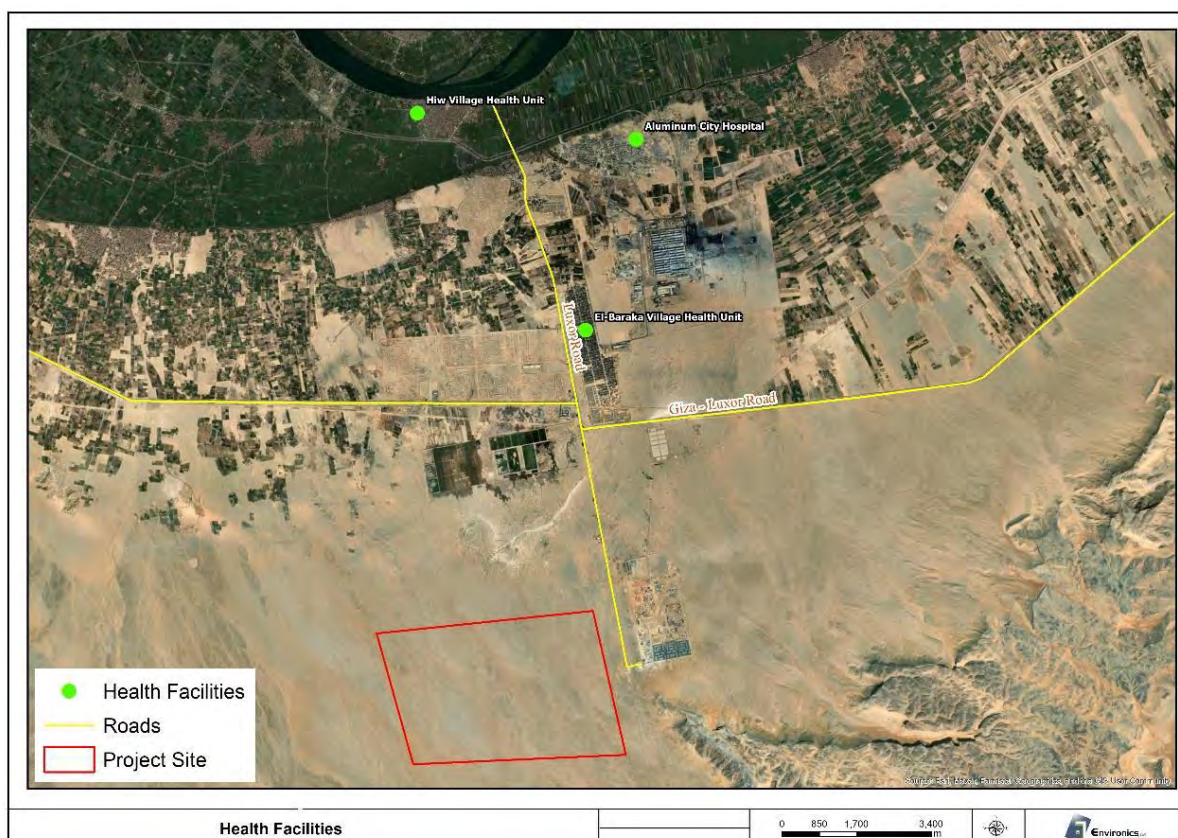 Hiw Village Health Unit
Aluminum City Hospital
El-Baraka Village Health Unit
Luxor Road
Giza - Luxor Road
Health Facilities
Roads
Project Site
Health Facilities
0 850 1,700 3,400
m
Environics